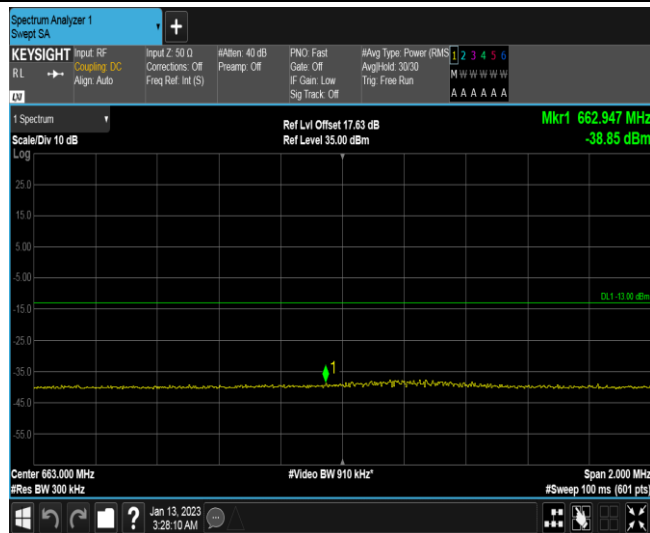 Spectrum Analyzer 1
Swept SA
+
KEYSIGHT
RL
LXI
Input: RF
Coupling: DC
Align: Auto
Input Z: 50 Ω
Corrections: Off
Freq Ref: Int (S)
#Atten: 40 dB
Preamp: Off
PNO: Fast
Gate: Off
IF Gain: Low
Sig Track: Off
#Avg Type: Power (RMS
Avg|Hold: 30/30
Trig: Free Run
1 2 3 4 5 6
M W W W W W
A A A A A A
1 Spectrum
Scale/Div 10 dB
Ref Lvl Offset 17.63 dB
Ref Level 35.00 dBm
Mkr1 662.947 MHz
-38.85 dBm
Log
25.0
15.0
5.00
-5.00
DL1 -13.00 dBm
-15.0
-25.0
1
-35.0
-45.0
-55.0
Center 663.000 MHz
#Res BW 300 kHz
#Video BW 910 kHz*
Span 2.000 MHz
#Sweep 100 ms (601 pts)
?
Jan 13, 2023
3:28:10 AM